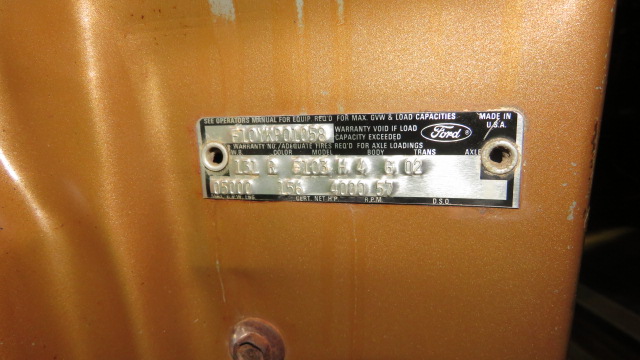 SEE OPERATORS MANUAL FOR EQUIP. REQ'D FOR MAX. GVW & LOAD CAPACITIES
MADE IN U.S.A.
F10YKP01058
WARRANTY VOID IF LOAD CAPACITY EXCEEDED
Ford
WARRANTY NO./ADEQUATE TIRES REQ'D FOR AXLE LOADINGS
W.B. COLOR MODEL BODY TRANS AXLE
131 F103 G 02
05000 156 4000 57
CERT. NET H.P. R.P.M. D.S.O.